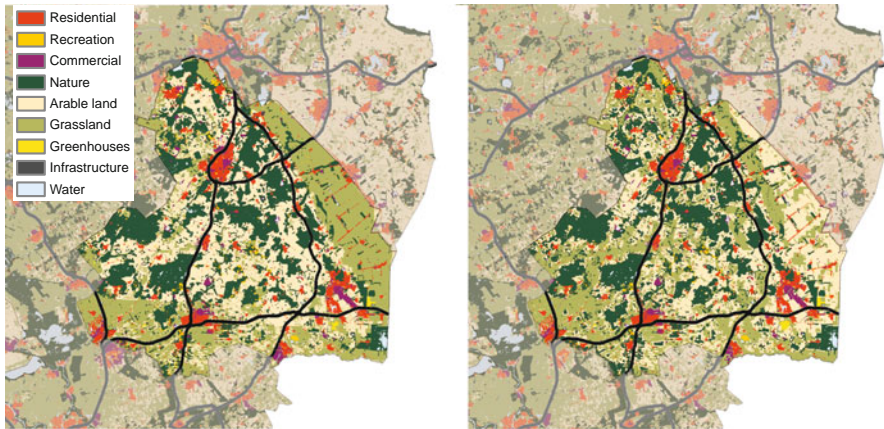 Residential
Recreation
Commercial
Nature
Arable land
Grassland
Greenhouses
Infrastructure
Water